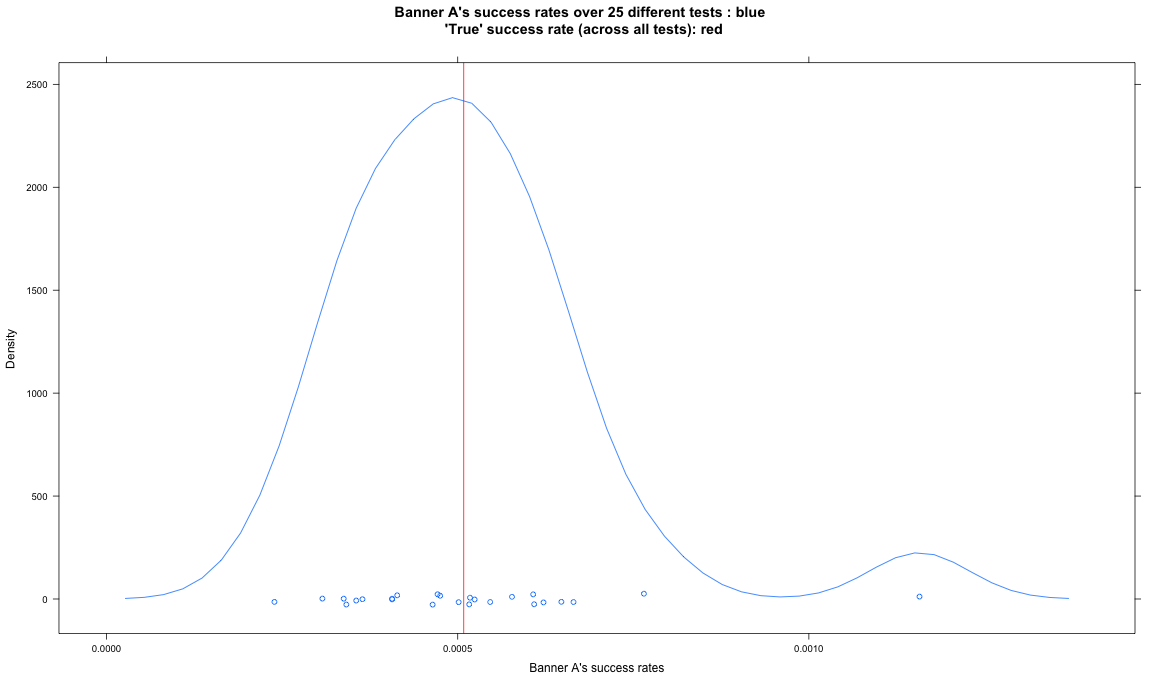 Banner A's success rates over 25 different tests : blue
'True' success rate (across all tests): red
2500
2000
1500
1000
500
0
Density
0.0000
0.0005
0.0010
Banner A's success rates